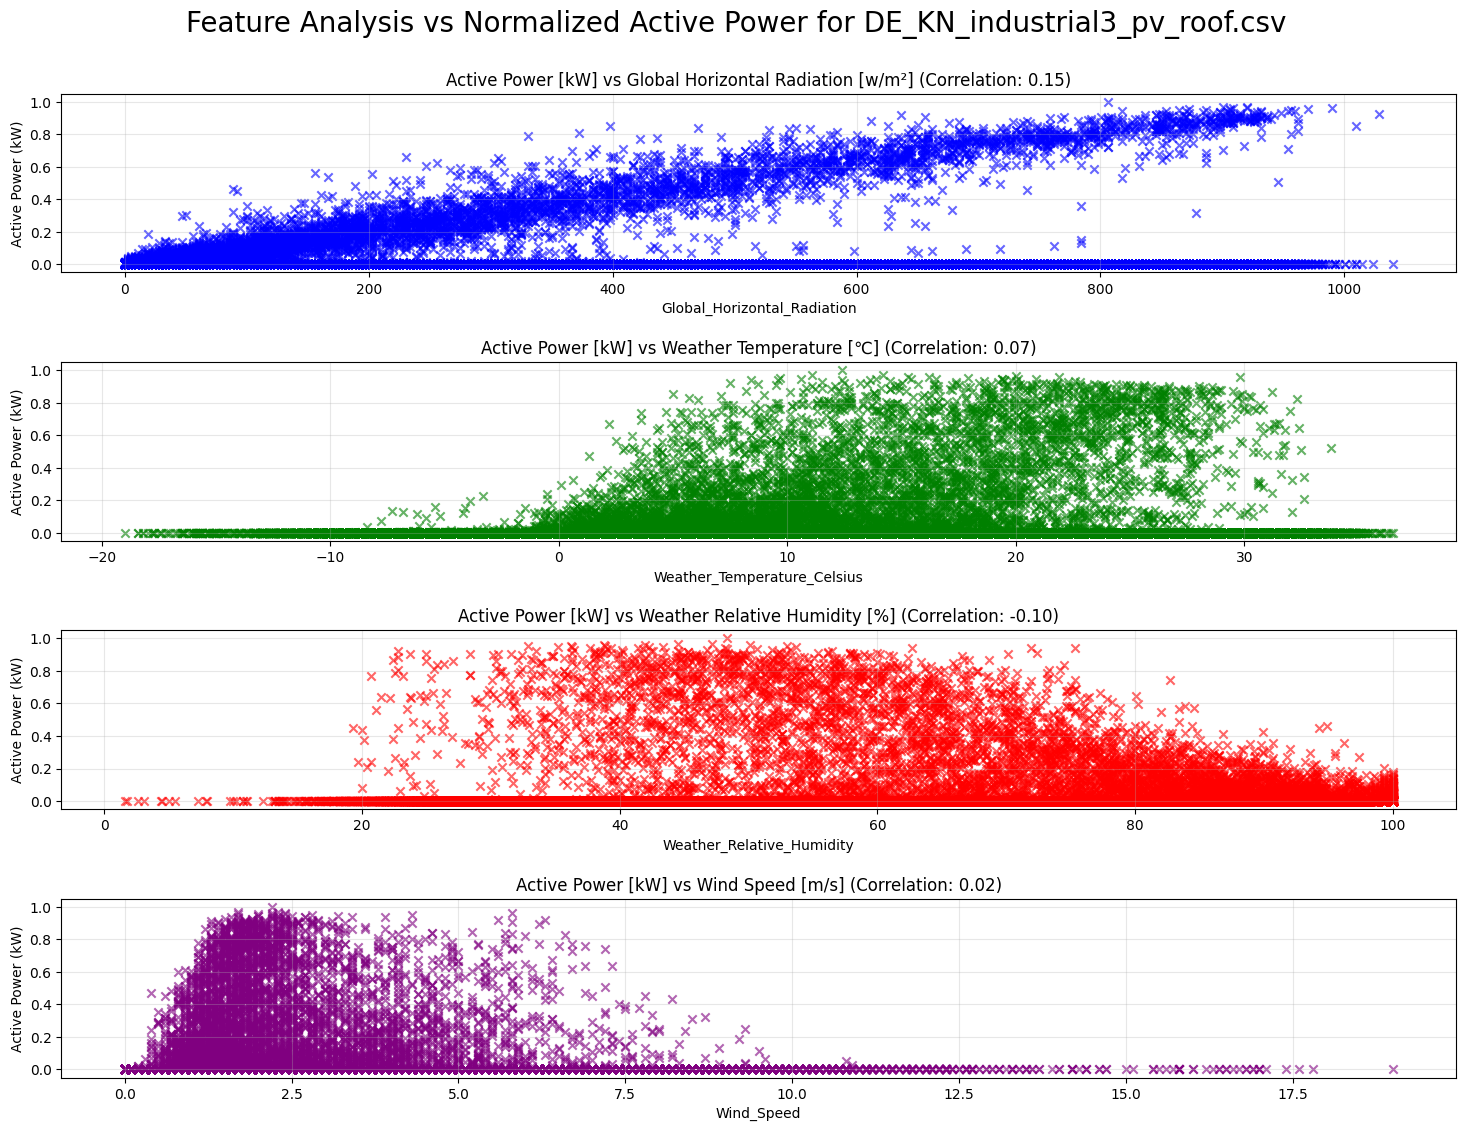 Feature Analysis vs Normalized Active Power for DE_KN_industrial3_pv_roof.csv
Active Power [kW] vs Global Horizontal Radiation [w/m²] (Correlation: 0.15)
Active Power (kW)
1.0
0.8
0.6
0.4
0.2
0.0
0 200 400 600 800 1000
Global_Horizontal_Radiation
Active Power [kW] vs Weather Temperature [℃] (Correlation: 0.07)
Active Power (kW)
1.0
0.8
0.6
0.4
0.2
0.0
−20 −10 0 10 20 30
Weather_Temperature_Celsius
Active Power [kW] vs Weather Relative Humidity [%] (Correlation: -0.10)
Active Power (kW)
1.0
0.8
0.6
0.4
0.2
0.0
0 20 40 60 80 100
Weather_Relative_Humidity
Active Power [kW] vs Wind Speed [m/s] (Correlation: 0.02)
Active Power (kW)
1.0
0.8
0.6
0.4
0.2
0.0
0.0 2.5 5.0 7.5 10.0 12.5 15.0 17.5
Wind_Speed